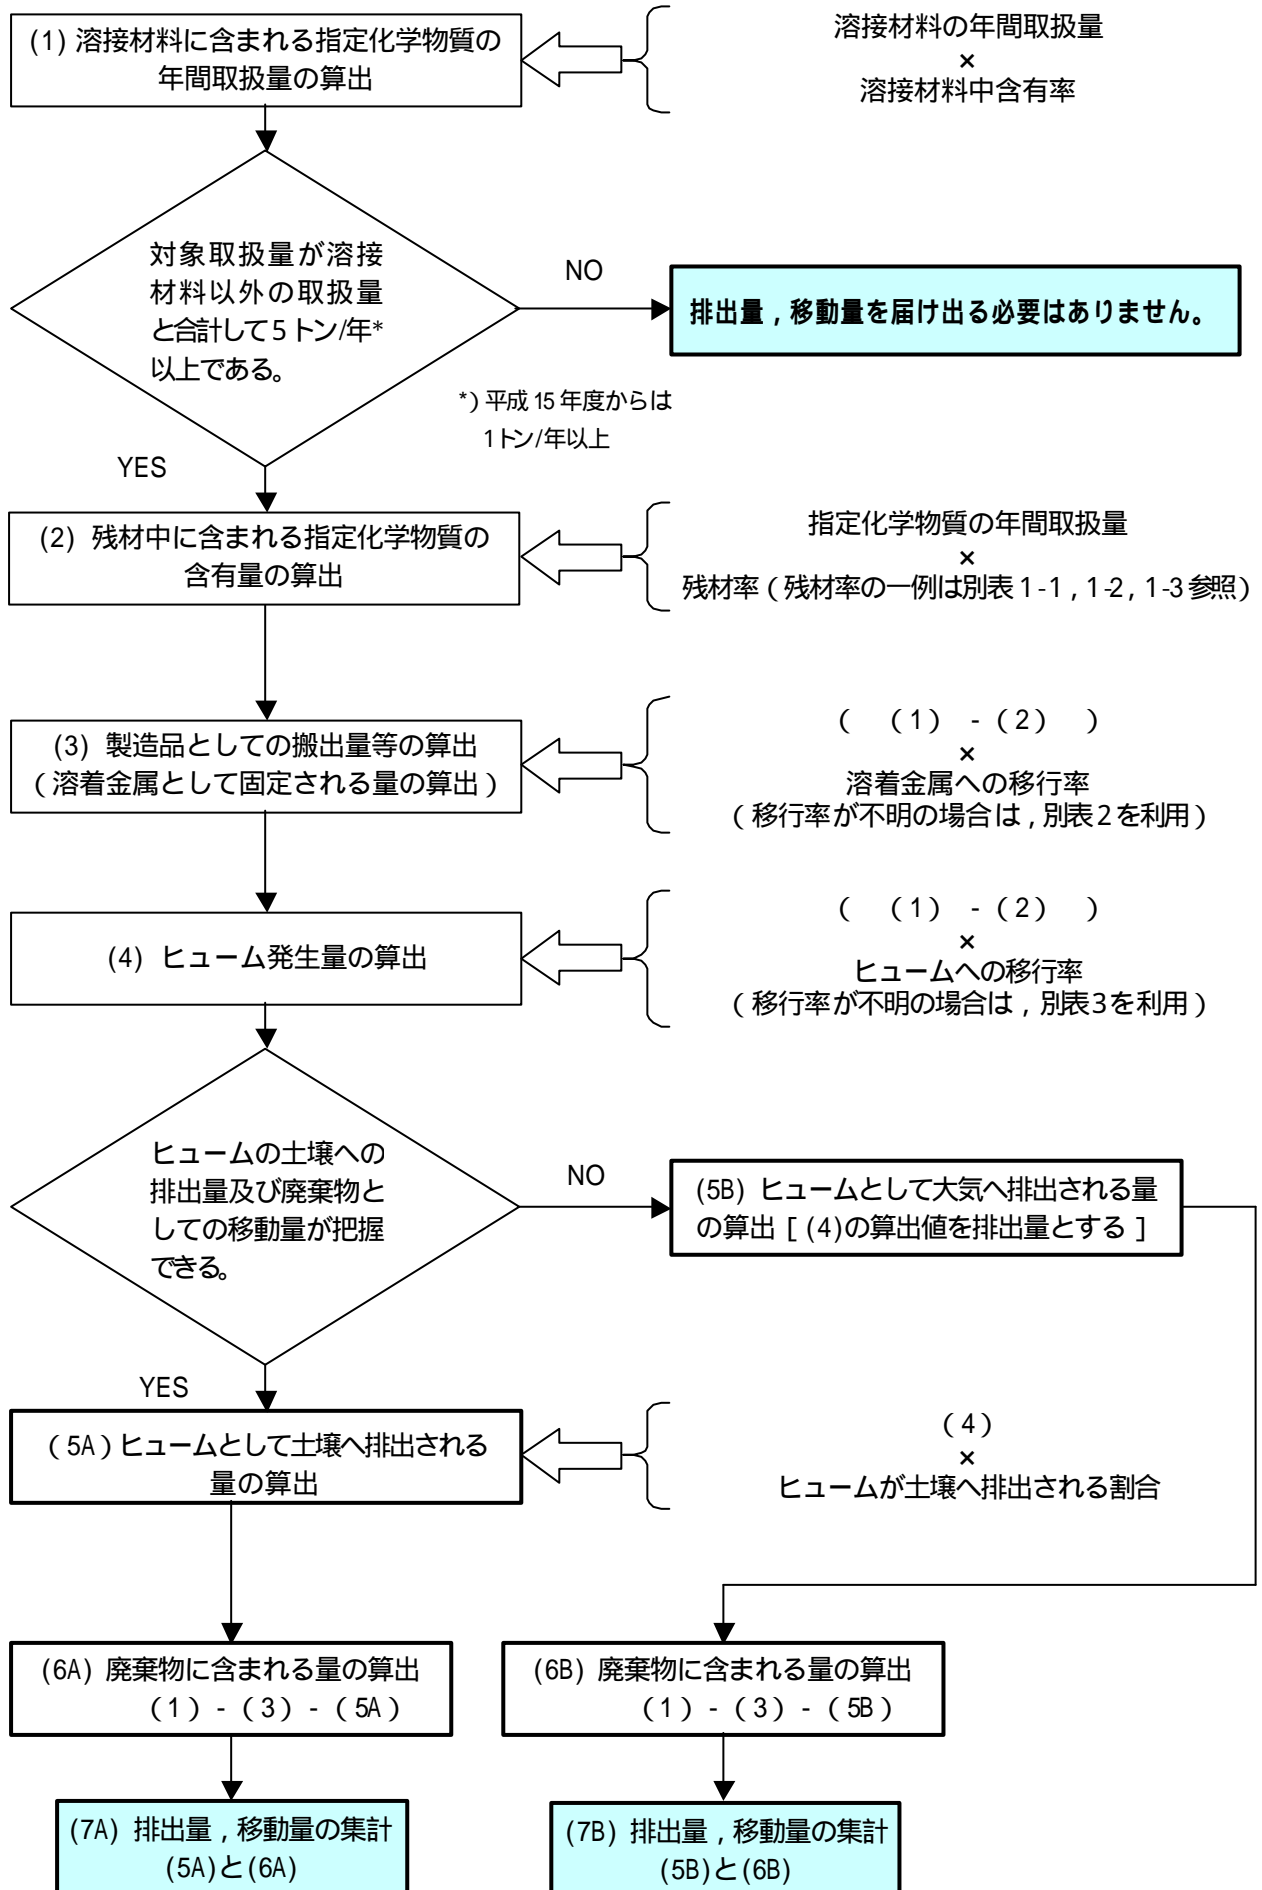 (1) 溶接材料に含まれる指定化学物質の
年間取扱量の算出
溶接材料の年間取扱量
×
溶接材料中含有率
対象取扱量が溶接
材料以外の取扱量
と合計して5トン/年*
以上である。
NO
排出量，移動量を届け出る必要はありません。
*) 平成15年度からは
1トン/年以上
YES
(2) 残材中に含まれる指定化学物質の
含有量の算出
指定化学物質の年間取扱量
×
残材率（残材率の一例は別表1-1，1-2，1-3参照）
(3) 製造品としての搬出量等の算出
（溶着金属として固定される量の算出）
（ （1） -（2） ）
×
溶着金属への移行率
（移行率が不明の場合は，別表2を利用）
(4) ヒューム発生量の算出
（ （1） -（2） ）
×
ヒュームへの移行率
（移行率が不明の場合は，別表3を利用）
ヒュームの土壌への
排出量及び廃棄物と
しての移動量が把握
できる。
NO
(5B) ヒュームとして大気へ排出される量
の算出［(4)の算出値を排出量とする］
YES
（5A）ヒュームとして土壌へ排出される
量の算出
（4）
×
ヒュームが土壌へ排出される割合
(6A) 廃棄物に含まれる量の算出
（1）-（3）-（5A）
(6B) 廃棄物に含まれる量の算出
（1）-（3）-（5B）
(7A) 排出量，移動量の集計
(5A)と(6A)
(7B) 排出量，移動量の集計
(5B)と(6B)